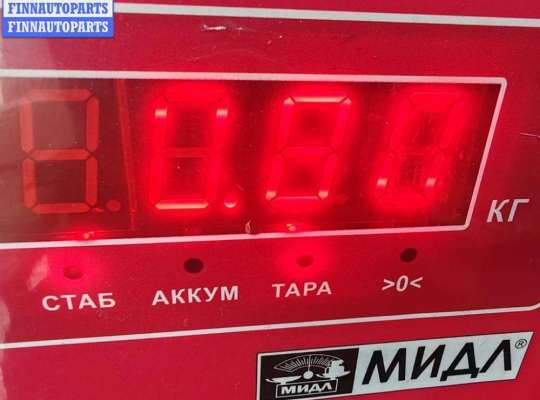 FINNAUTOPARTS
FINNAUTOPARTS
КГ
СТАБ АККУМ ТАРА >0<
МИДЛ МИДЛ®